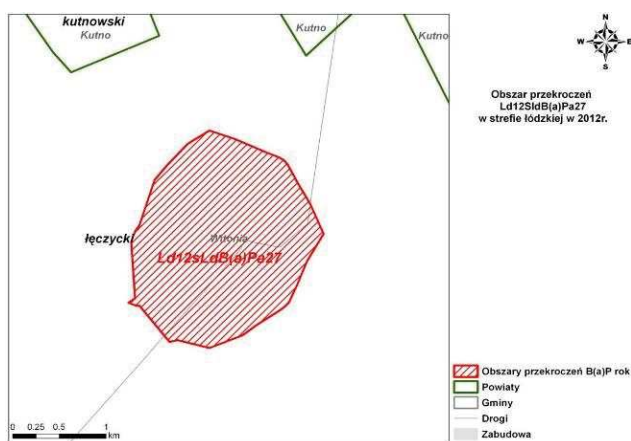 kutnowski
Kutno
Kutno
Kutno
N
W E
S
Obszar przekroczeń
Ld12SldB(a)Pa27
w strefie łódzkiej w 2012r.
łęczycki
Witonia
Ld12sLdB(a)Pa27
Obszary przekroczeń B(a)P rok
Powiaty
Gminy
Drogi
Zabudowa
0 0.25 0.5 1
km